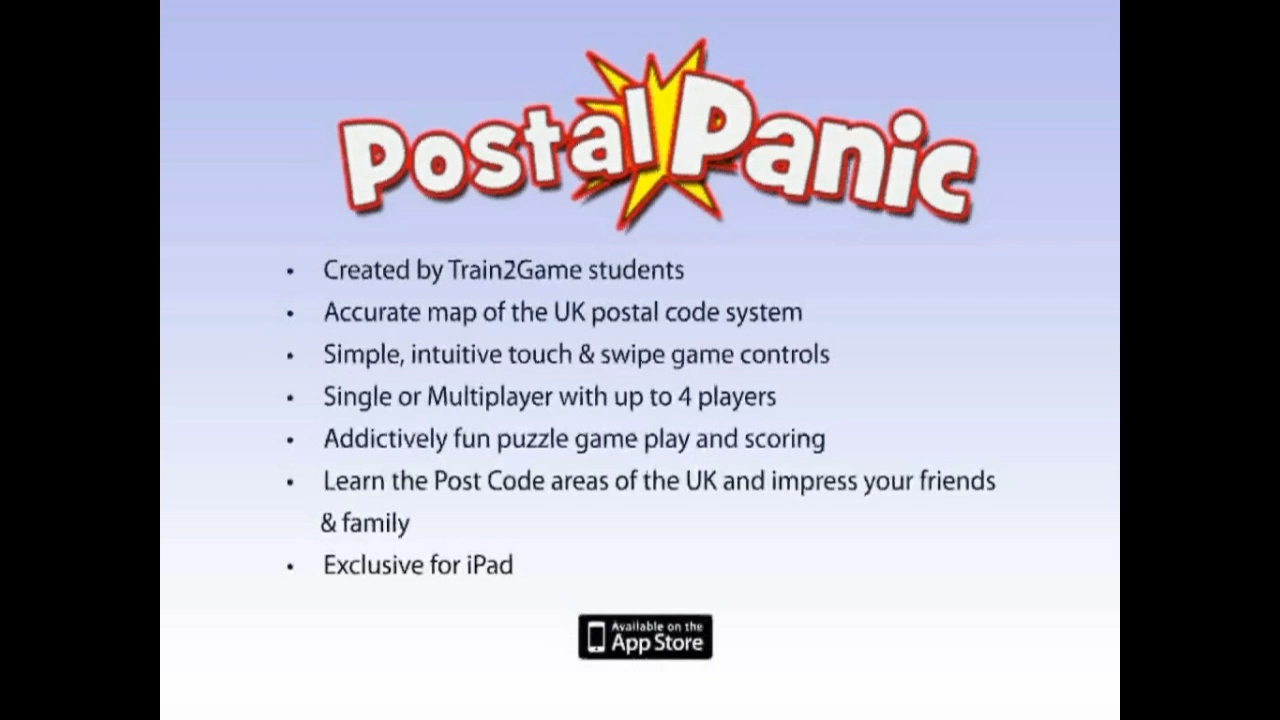 Postal Panic
• Created by Train2Game students
• Accurate map of the UK postal code system
• Simple, intuitive touch & swipe game controls
• Single or Multiplayer with up to 4 players
• Addictively fun puzzle game play and scoring
• Learn the Post Code areas of the UK and impress your friends
& family
• Exclusive for iPad
Available on the
App Store